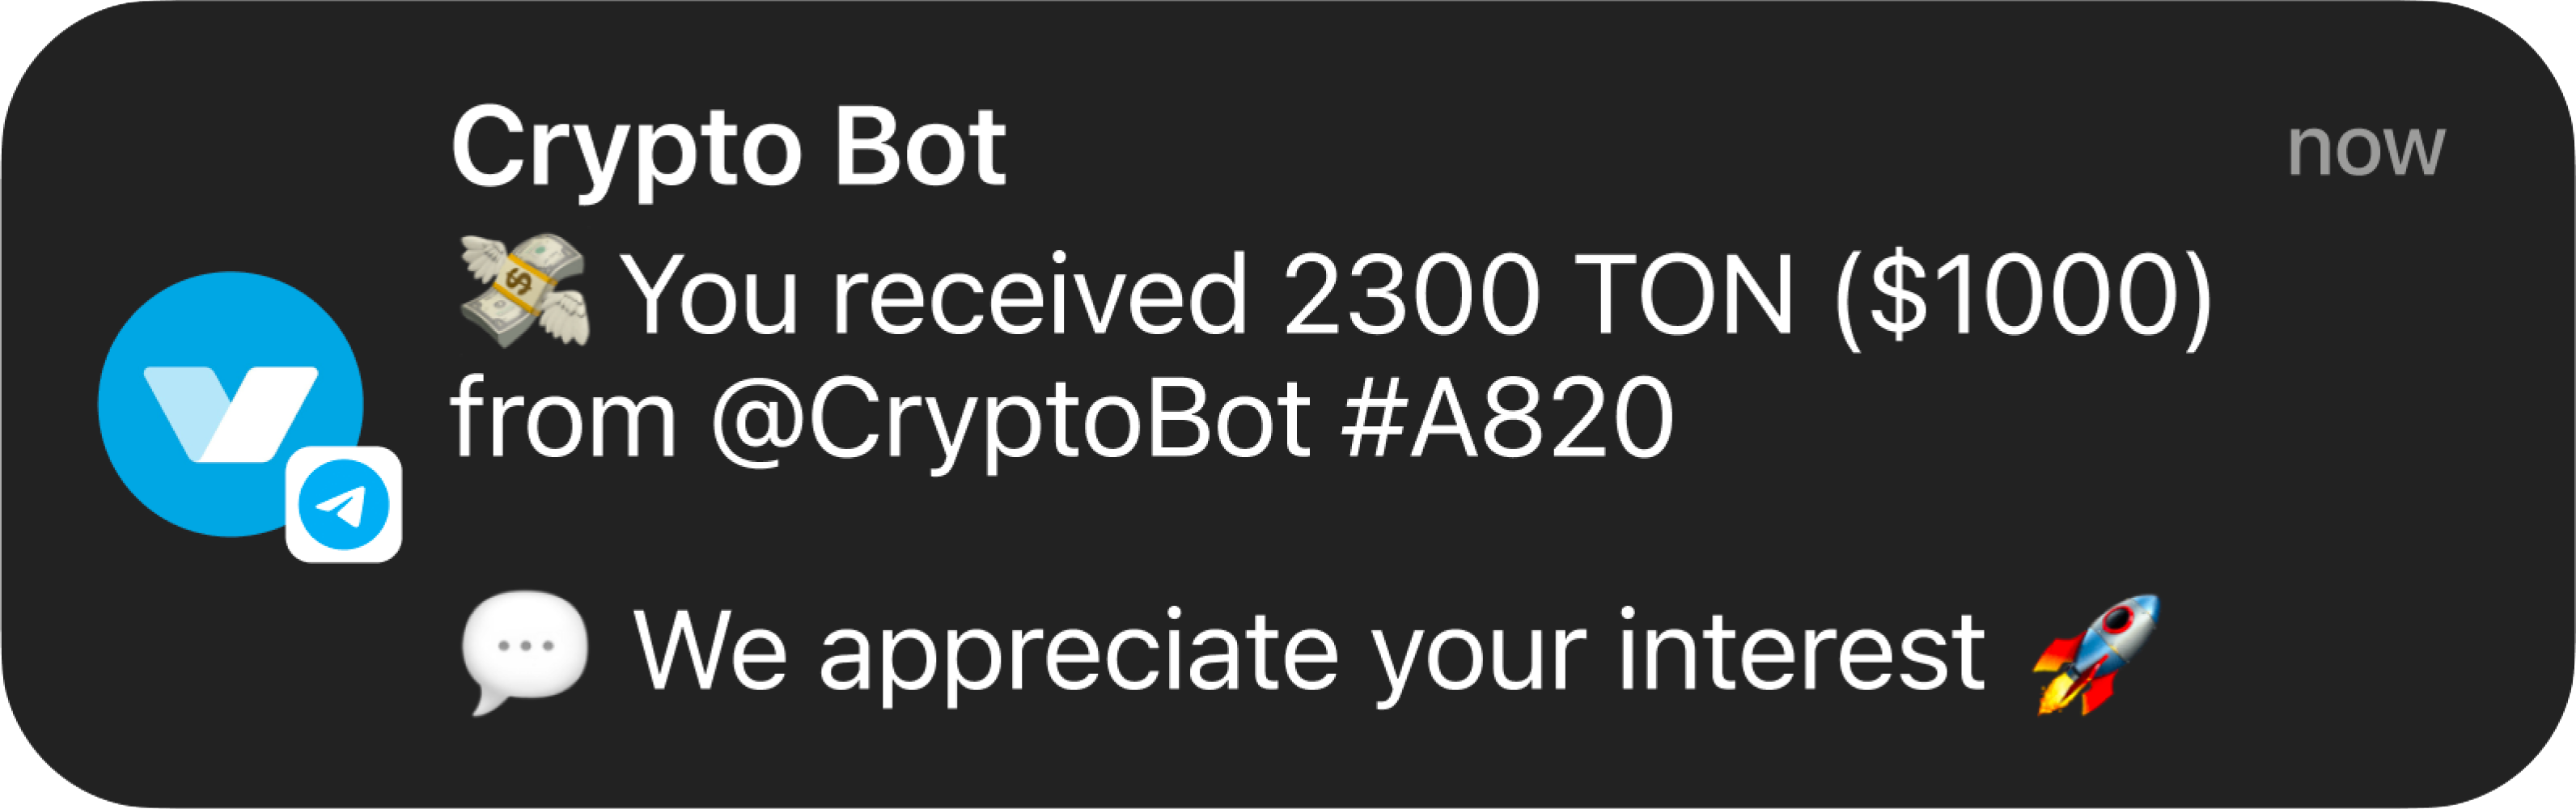 Crypto Bot
now
💸 You received 2300 TON ($1000)
from @CryptoBot #A820
💬 We appreciate your interest 🚀